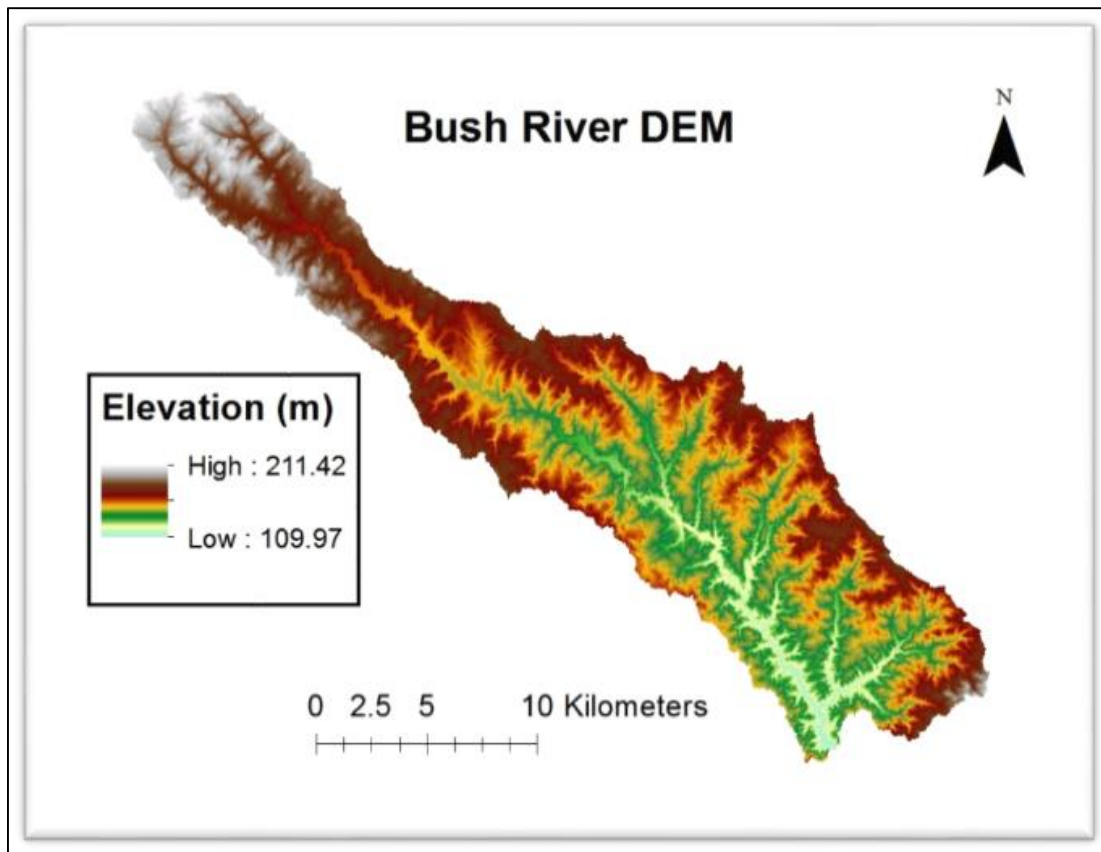 Bush River DEM
N
Elevation (m)
High : 211.42
Low : 109.97
0 2.5 5 10 Kilometers